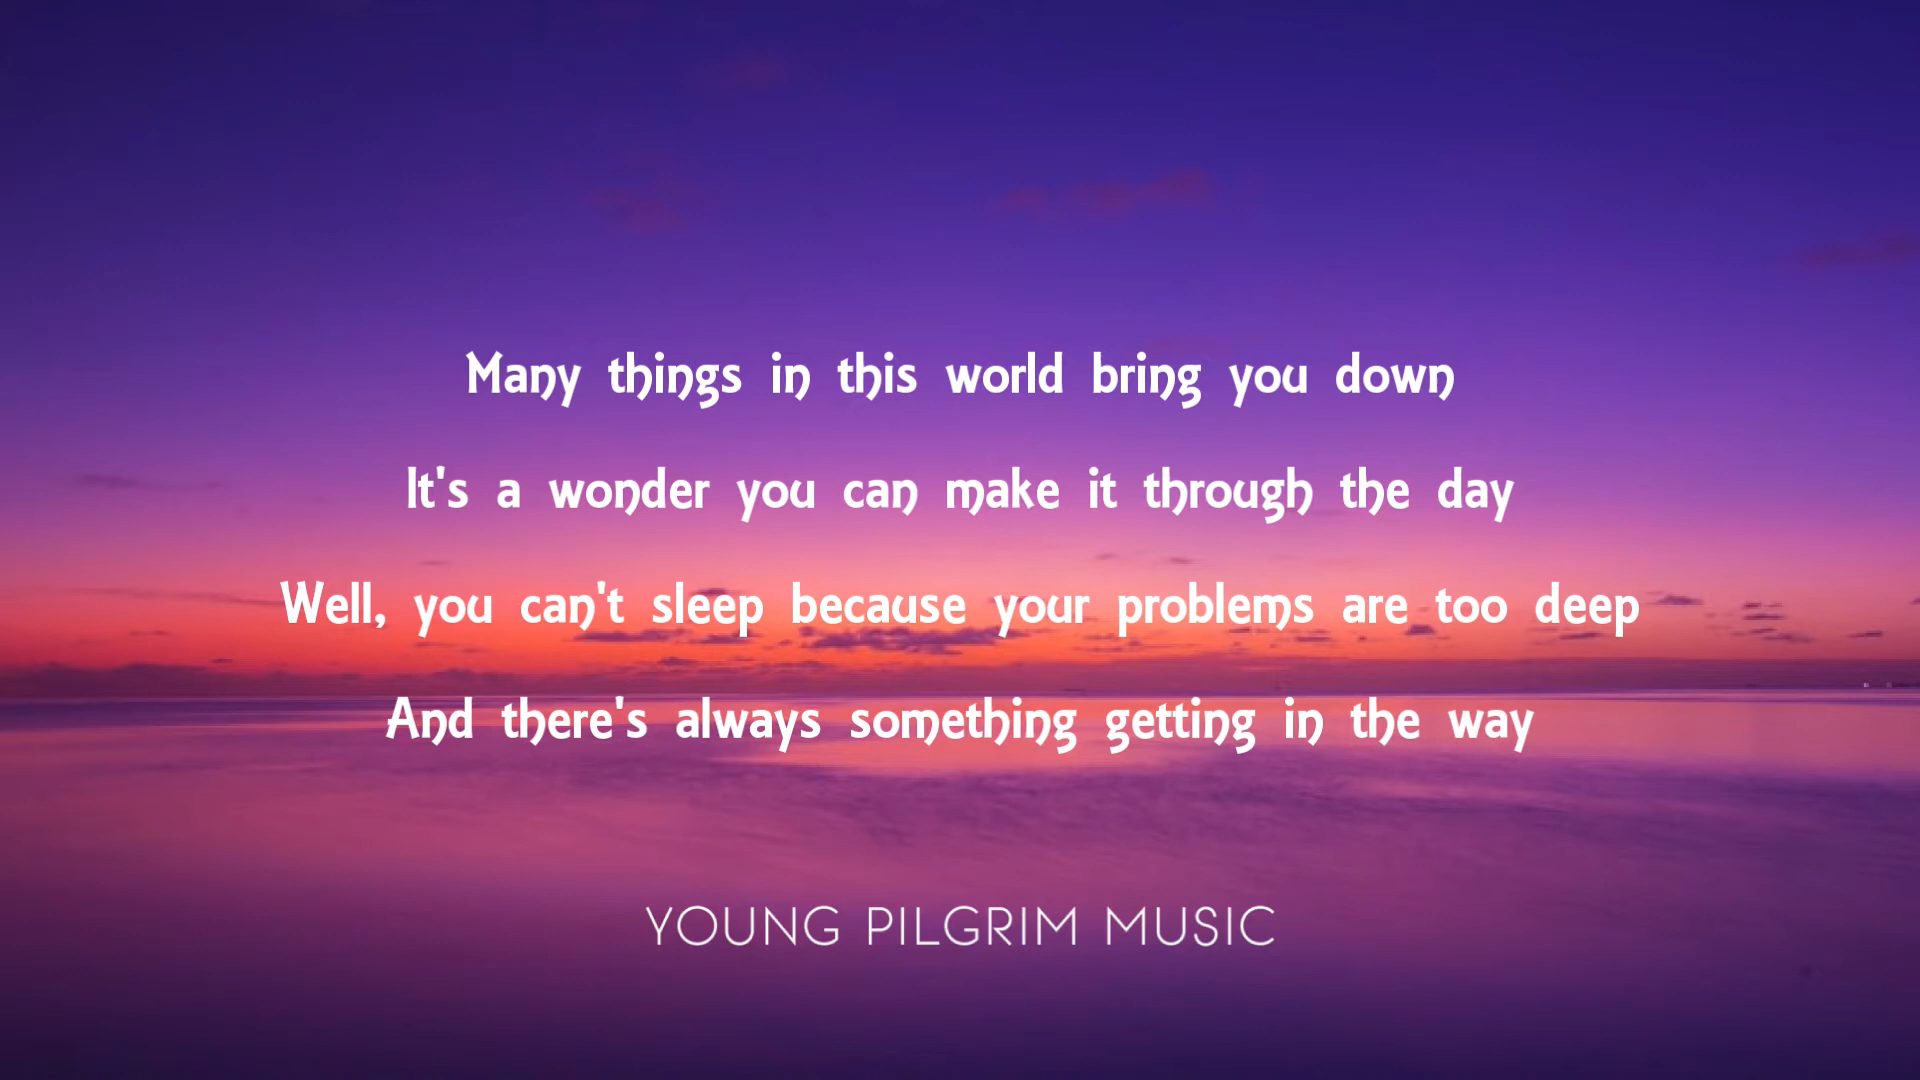 Many things in this world bring you down
It's a wonder you can make it through the day
Well, you can't sleep because your problems are too deep
And there's always something getting in the way
YOUNG PILGRIM MUSIC